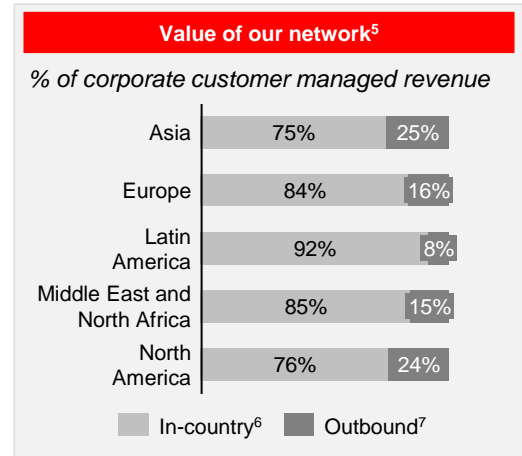 Value of our network⁵
% of corporate customer managed revenue
Asia 75% 25%
Europe 84% 16%
Latin
America 92% 8%
Middle East and
North Africa 85% 15%
North
America 76% 24%
In-country⁶ Outbound⁷